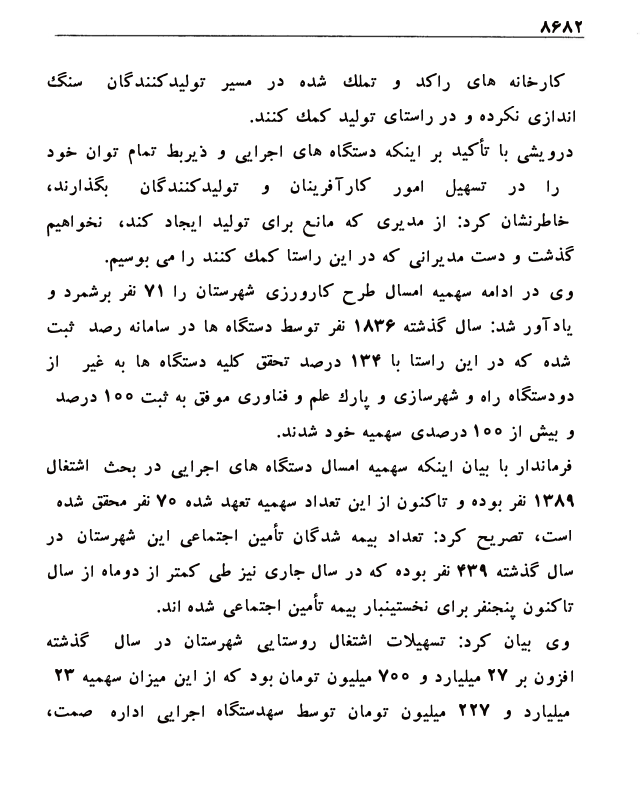 ۸۶۸۲
کارخانه های راکد و تملك شده در مسیر تولیدکنندگان سنگ
اندازی نکرده و در راستای تولید کمك کنند.
درویشی با تأکید بر اینکه دستگاه های اجرایی و ذیربط تمام توان خود
را در تسهیل امور کارآفرینان و تولیدکنندگان بگذارند،
خاطرنشان کرد: از مدیری که مانع برای تولید ایجاد کند، نخواهیم
گذشت و دست مدیرانی که در این راستا کمك کنند را می بوسیم.
وی در ادامه سهمیه امسال طرح کارورزی شهرستان را ۷۱ نفر برشمرد و
یادآور شد: سال گذشته ۱۸۳۶ نفر توسط دستگاه ها در سامانه رصد ثبت
شده که در این راستا با ۱۳۴ درصد تحقق کلیه دستگاه ها به غیر از
دودستگاه راه و شهرسازی و پارك علم و فناوری موفق به ثبت ۱۰۰ درصد
و بیش از ۱۰۰ درصدی سهمیه خود شدند.
فرماندار با بیان اینکه سهمیه امسال دستگاه های اجرایی در بحث اشتغال
۱۳۸۹ نفر بوده و تاکنون از این تعداد سهمیه تعهد شده ۷۰ نفر محقق شده
است، تصریح کرد: تعداد بیمه شدگان تأمین اجتماعی این شهرستان در
سال گذشته ۴۳۹ نفر بوده که در سال جاری نیز طی کمتر از دوماه از سال
تاکنون پنجنفر برای نخستینبار بیمه تأمین اجتماعی شده اند.
وی بیان کرد: تسهیلات اشتغال روستایی شهرستان در سال گذشته
افزون بر ۲۷ میلیارد و ۷۰۰ میلیون تومان بود که از این میزان سهمیه ۲۳
میلیارد و ۲۲۷ میلیون تومان توسط سهدستگاه اجرایی اداره صمت،